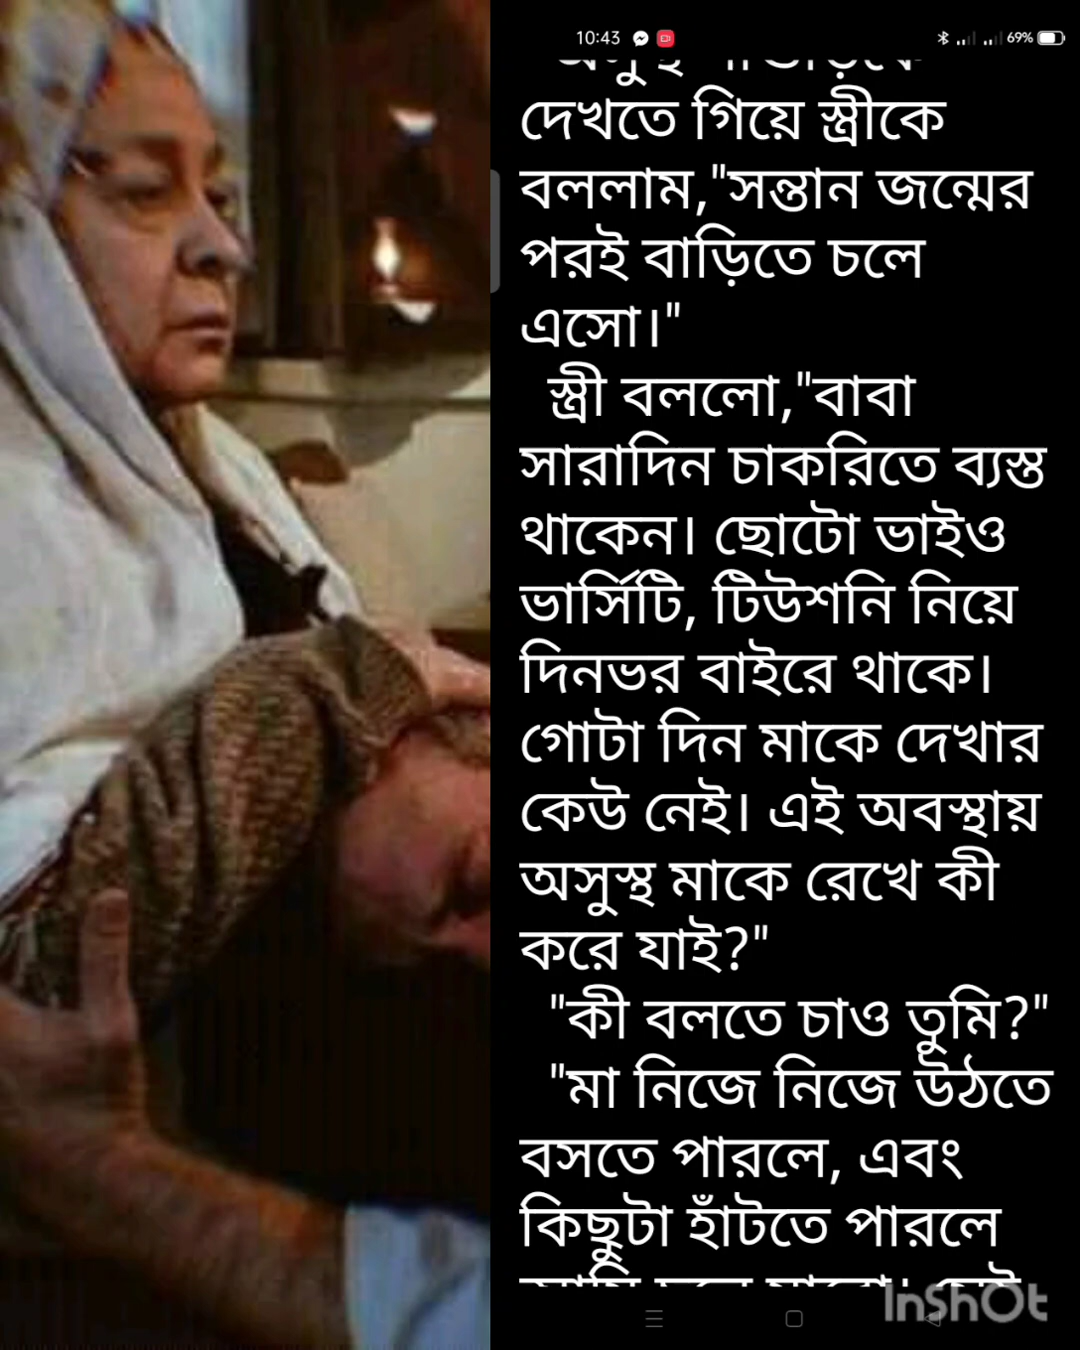 10:43
69%
দেখতে গিয়ে স্ত্রীকে
বললাম,"সন্তান জন্মের
পরই বাড়িতে চলে
এসো।"
স্ত্রী বললো,"বাবা
সারাদিন চাকরিতে ব্যস্ত
থাকেন। ছোটো ভাইও
ভার্সিটি, টিউশনি নিয়ে
দিনভর বাইরে থাকে।
গোটা দিন মাকে দেখার
কেউ নেই। এই অবস্থায়
অসুস্থ মাকে রেখে কী
করে যাই?"
"কী বলতে চাও তুমি?"
"মা নিজে নিজে উঠতে
বসতে পারলে, এবং
কিছুটা হাঁটতে পারলে
InShOt